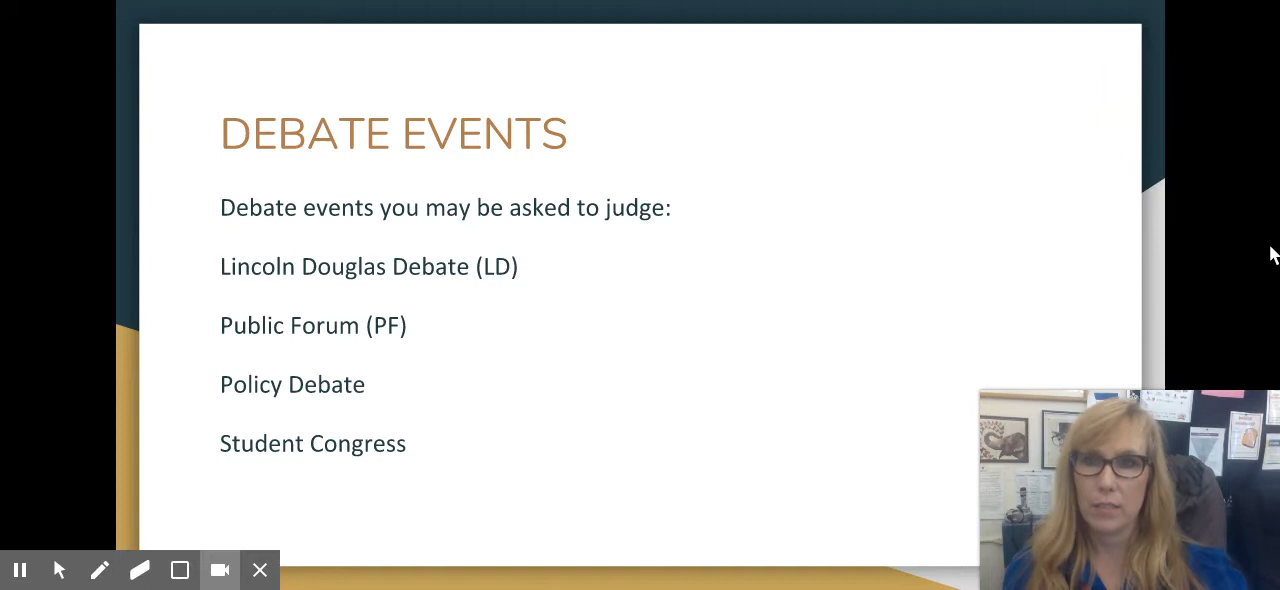 DEBATE EVENTS
Debate events you may be asked to judge:
Lincoln Douglas Debate (LD)
Public Forum (PF)
Policy Debate
Student Congress